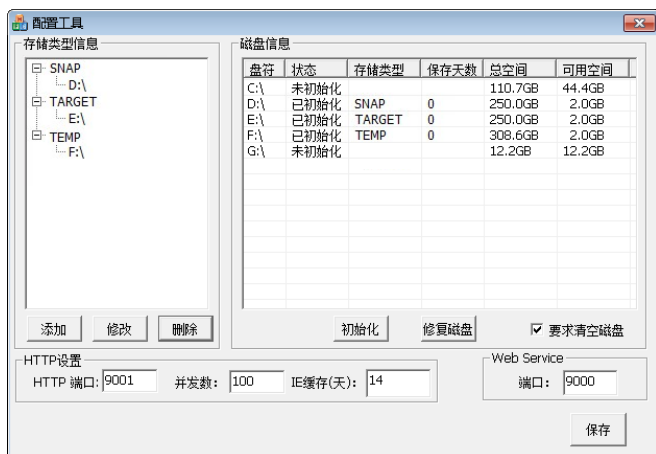 配置工具
存储类型信息
SNAP
D:\
TARGET
E:\
TEMP
F:\
添加 修改 删除
磁盘信息
盘符 状态 存储类型 保存天数 总空间 可用空间
C:\ 未初始化 110.7GB 44.4GB
D:\ 已初始化 SNAP 0 250.0GB 2.0GB
E:\ 已初始化 TARGET 0 250.0GB 2.0GB
F:\ 已初始化 TEMP 0 308.6GB 2.0GB
G:\ 未初始化 12.2GB 12.2GB
初始化 修复磁盘 要求清空磁盘
HTTP设置
HTTP 端口: 9001 并发数: 100 IE缓存(天): 14
Web Service
端口: 9000
保存